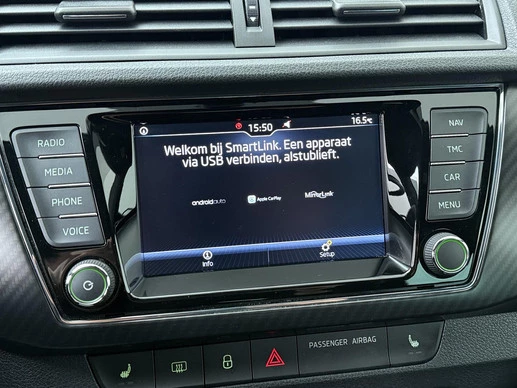 RADIO
MEDIA
PHONE
VOICE
15:50
16.5°C
Welkom bij SmartLink. Een apparaat
via USB verbinden, alstublieft.
androidauto
Apple CarPlay
MirrorLink
Info
Setup
NAV
TMC
CAR
MENU
PASSENGER AIRBAG